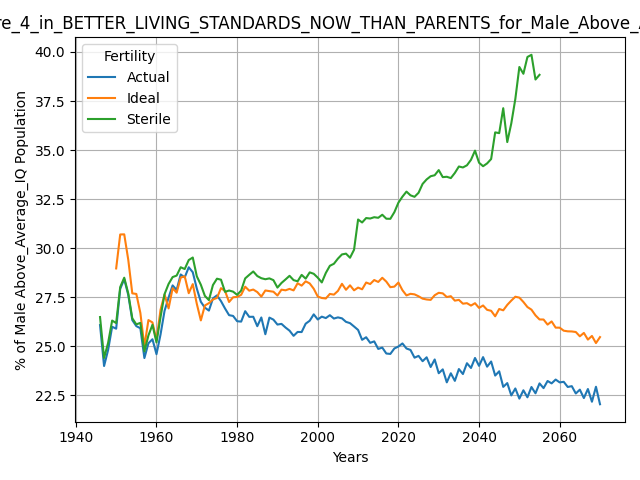 re_4_in_BETTER_LIVING_STANDARDS_NOW_THAN_PARENTS_for_Male_Above_
Fertility
Actual
Ideal
Sterile
% of Male Above_Average_IQ Population
40.0
37.5
35.0
32.5
30.0
27.5
25.0
22.5
1940
1960
1980
2000
2020
2040
2060
Years